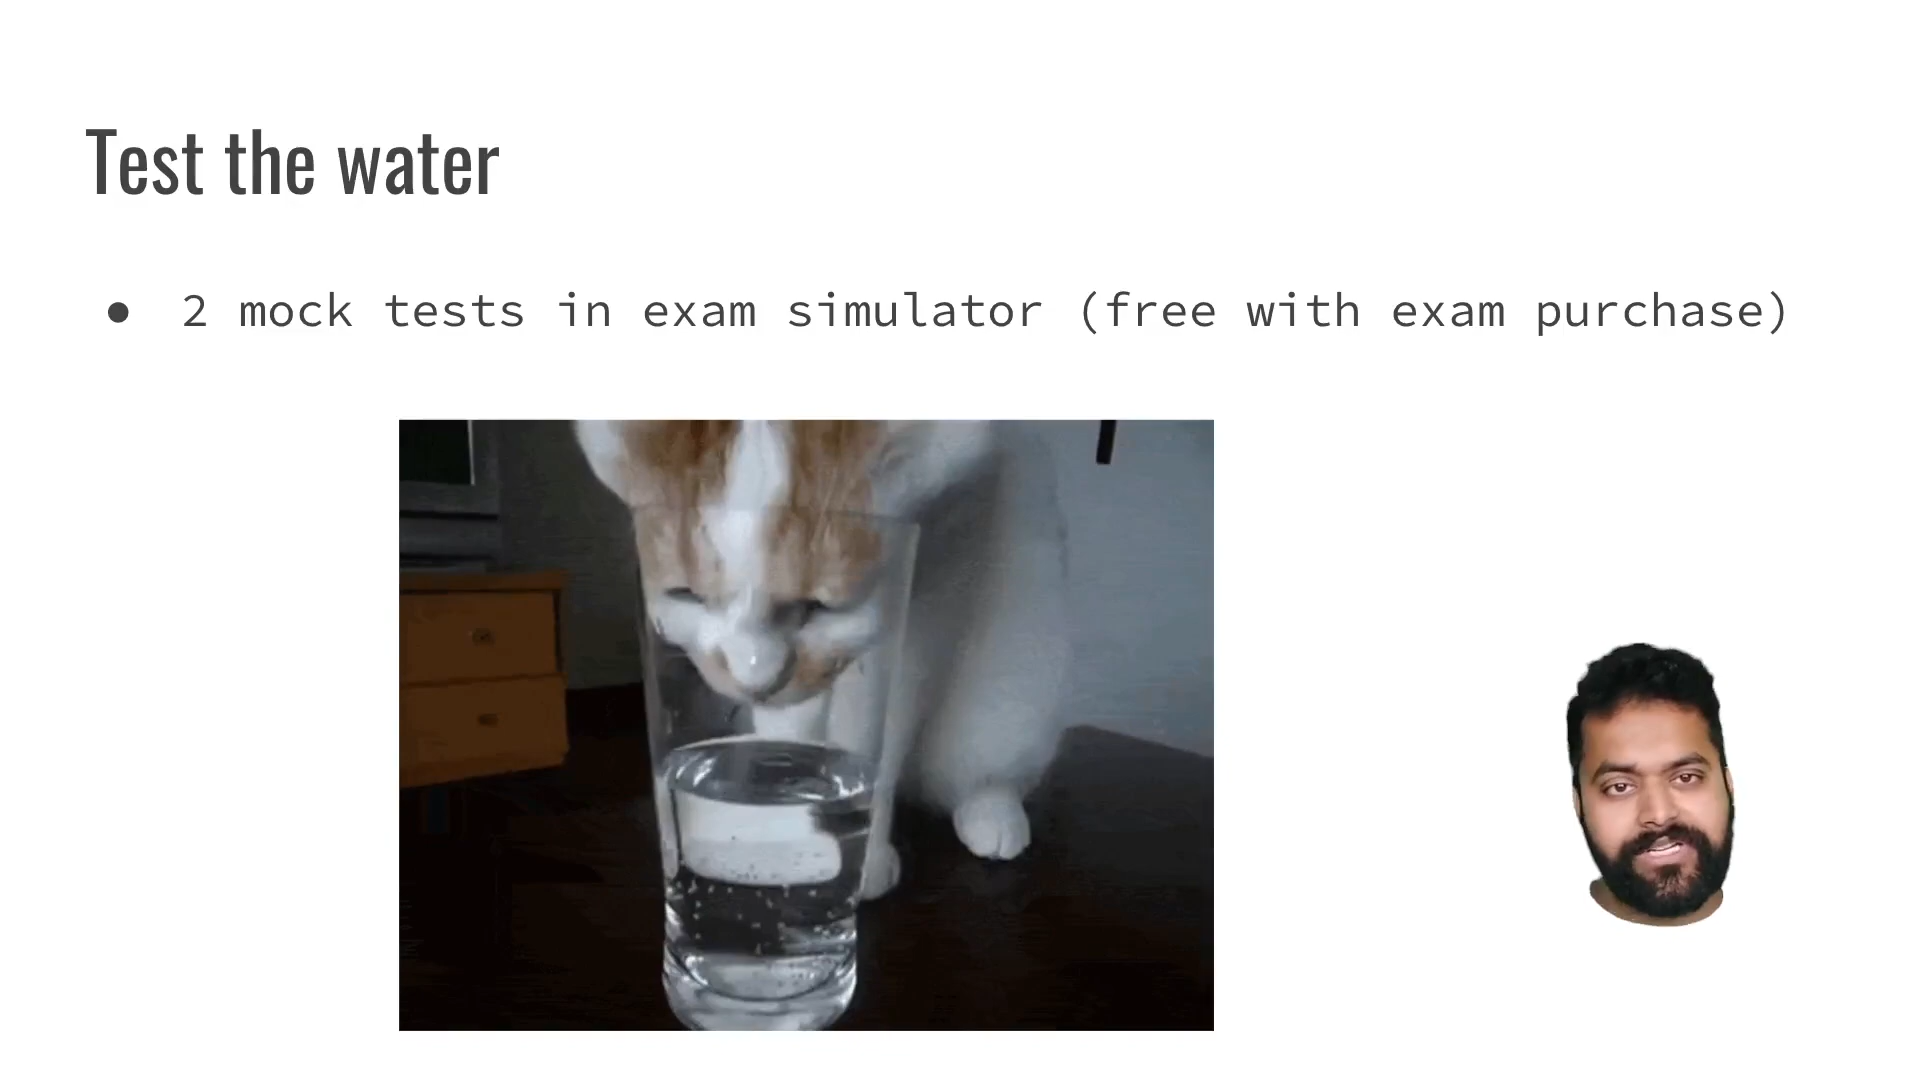 Test the water
● 2 mock tests in exam simulator (free with exam purchase)